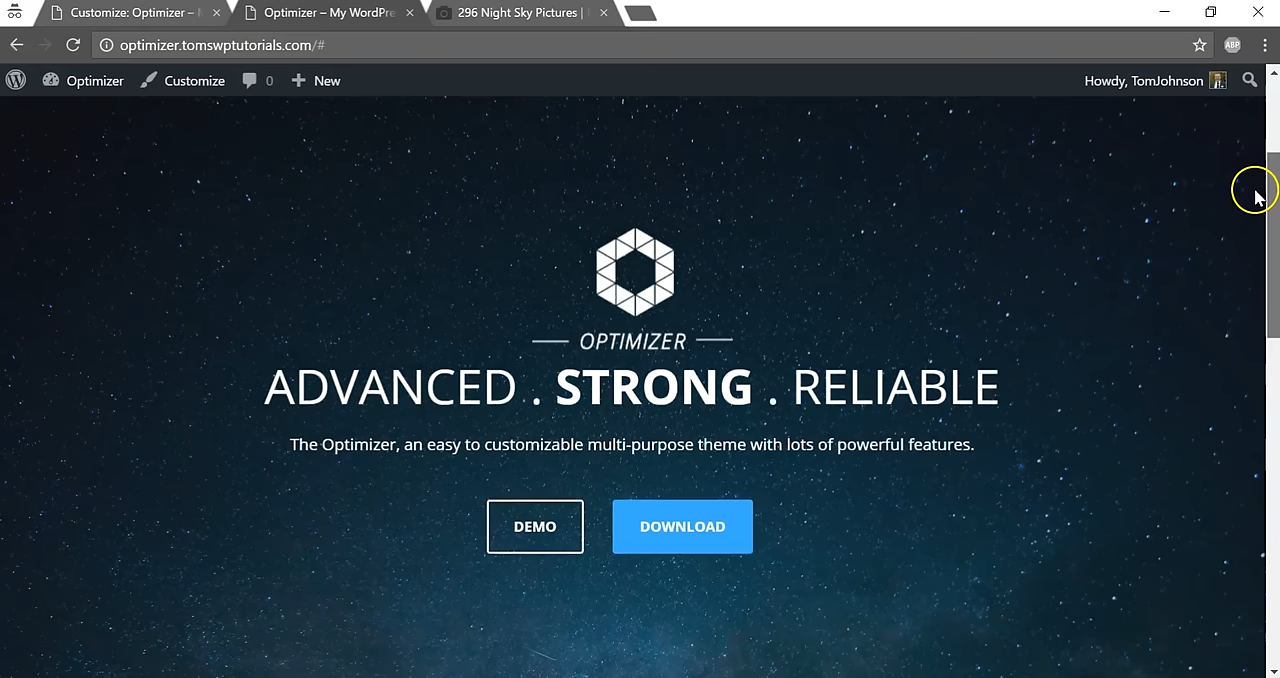 Customize: Optimizer –
Optimizer – My WordPre
296 Night Sky Pictures |
optimizer.tomswptutorials.com/#
ABP
Optimizer
Customize
0
New
Howdy, TomJohnson
OPTIMIZER
ADVANCED . STRONG . RELIABLE
The Optimizer, an easy to customizable multi-purpose theme with lots of powerful features.
DEMO
DOWNLOAD